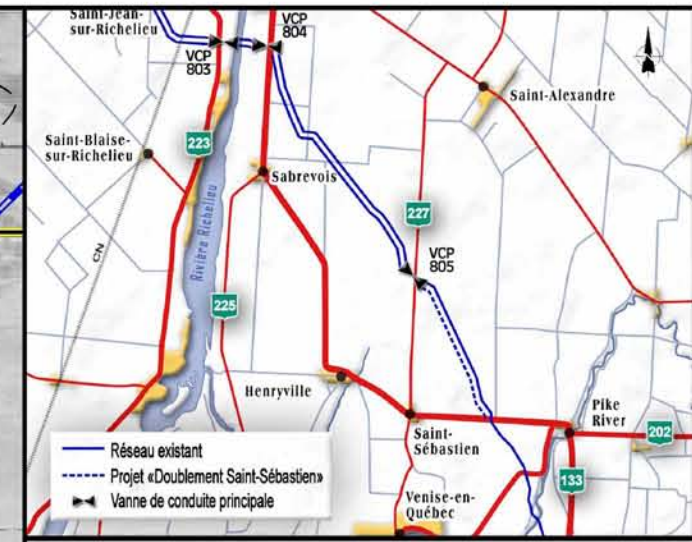 Saint-Jean-
sur-Richelieu
VCP
803
VCP
804
Saint-Alexandre
Saint-Blaise-
sur-Richelieu
223
Sabrevois
Rivière Richelieu
227
VCP
805
CN
225
Henryville
Saint-
Sébastien
Pike
River
202
133
Venise-en-
Québec
Réseau existant
Projet «Doublement Saint-Sébastien»
Vanne de conduite principale